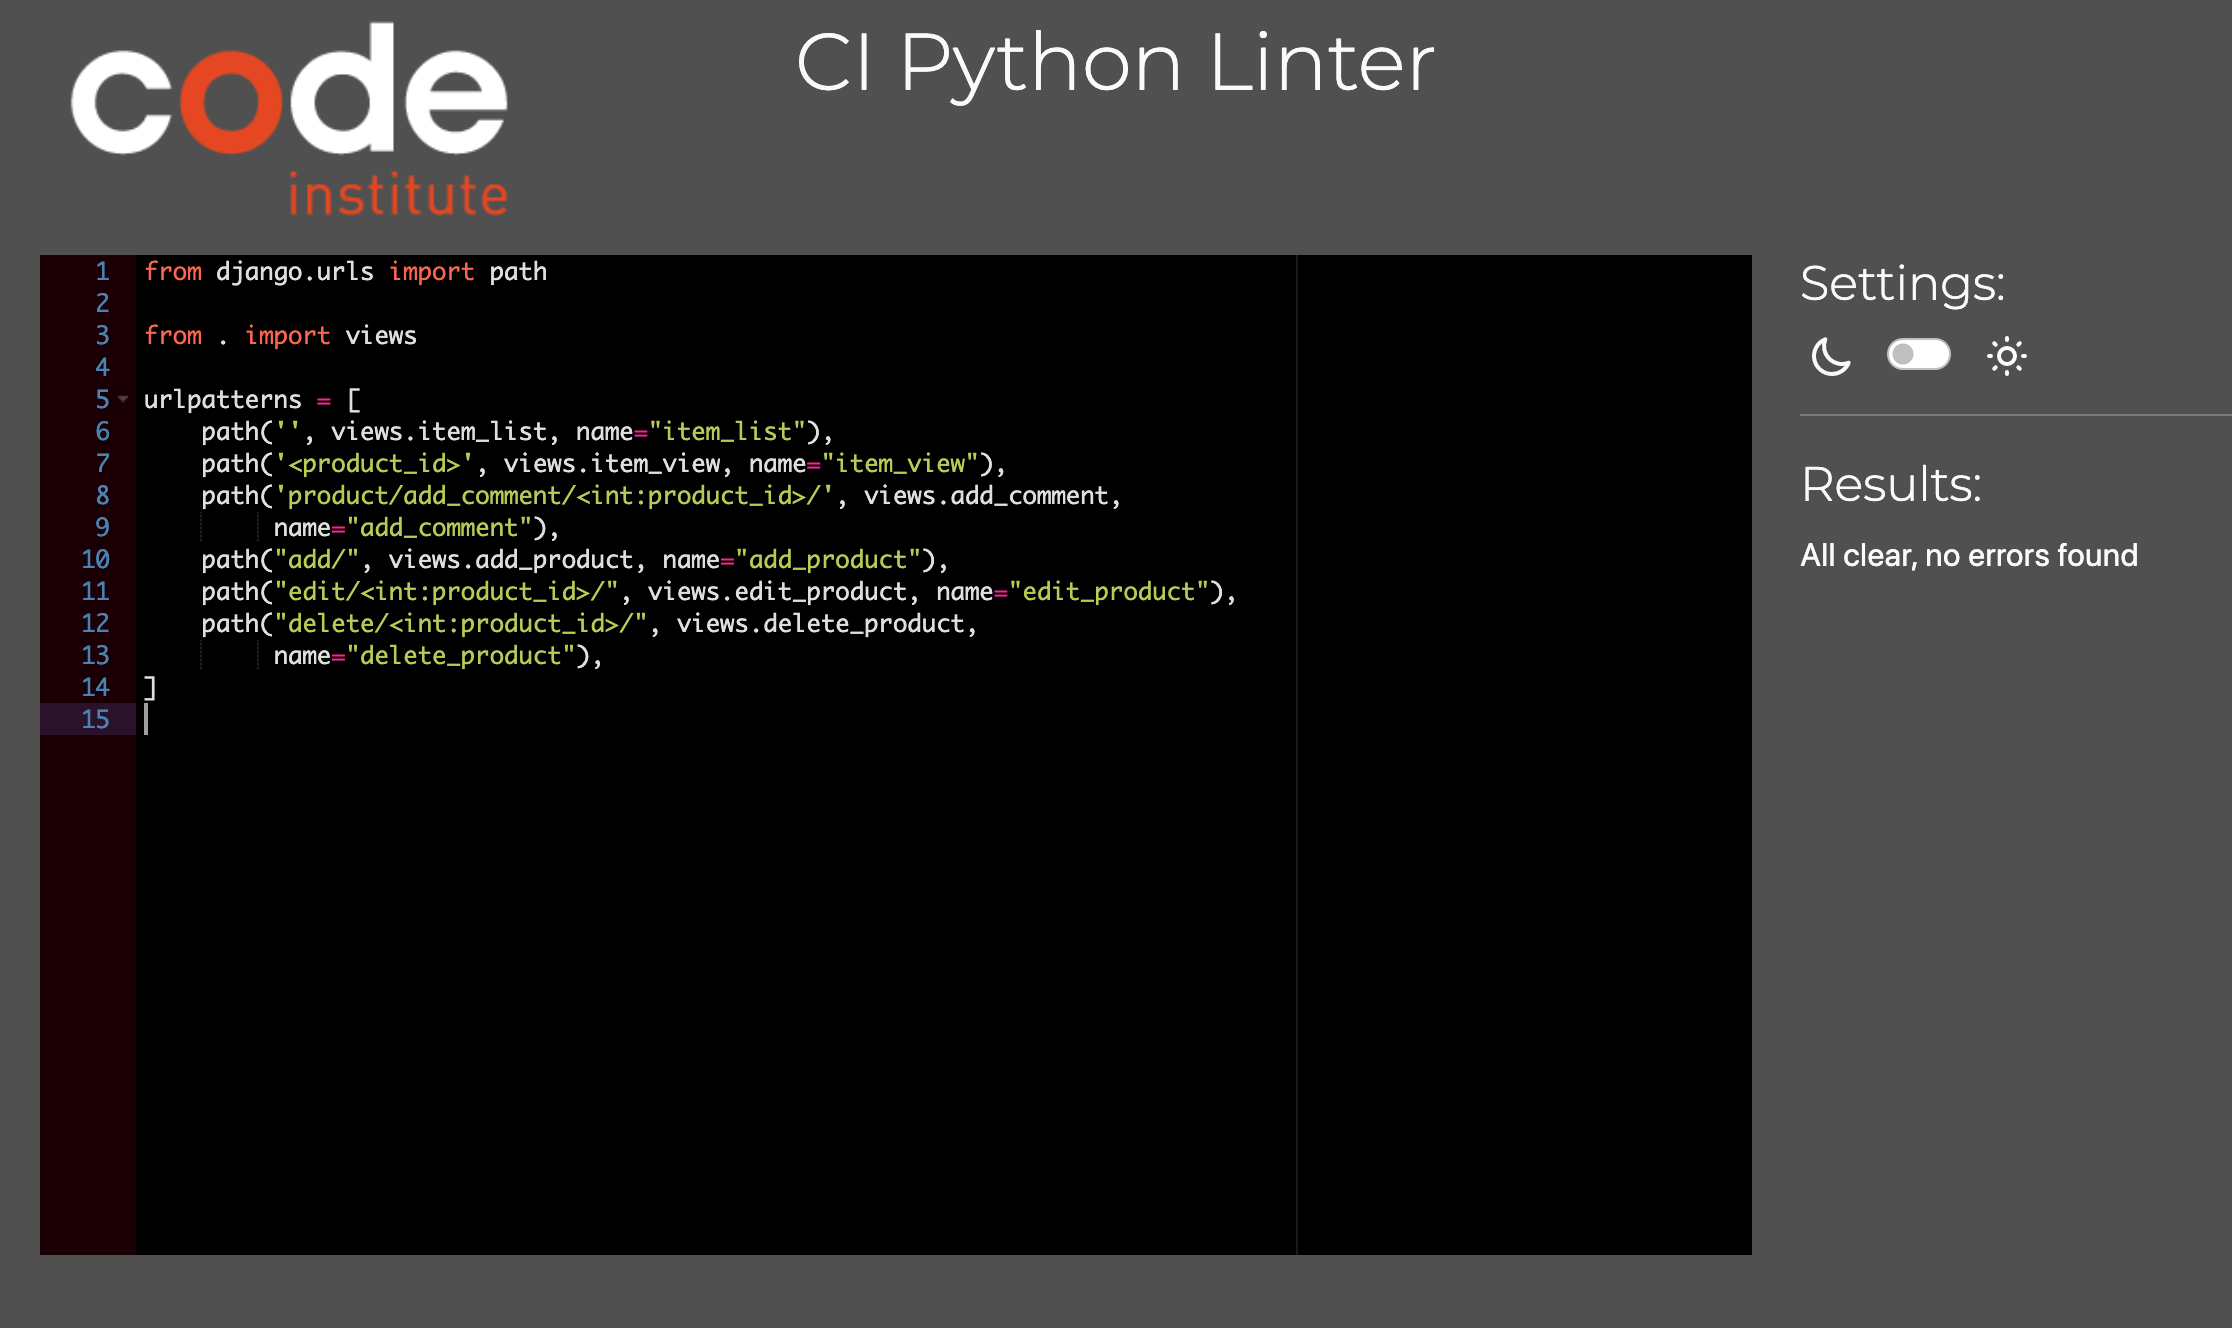 code
institute
CI Python Linter
1 from django.urls import path
2
3 from . import views
4
5 urlpatterns = [
6     path('', views.item_list, name="item_list"),
7     path('<product_id>', views.item_view, name="item_view"),
8     path('product/add_comment/<int:product_id>/', views.add_comment,
9          name="add_comment"),
10     path("add/", views.add_product, name="add_product"),
11     path("edit/<int:product_id>/", views.edit_product, name="edit_product"),
12     path("delete/<int:product_id>/", views.delete_product,
13          name="delete_product"),
14 ]
15
Settings:
Results:
All clear, no errors found